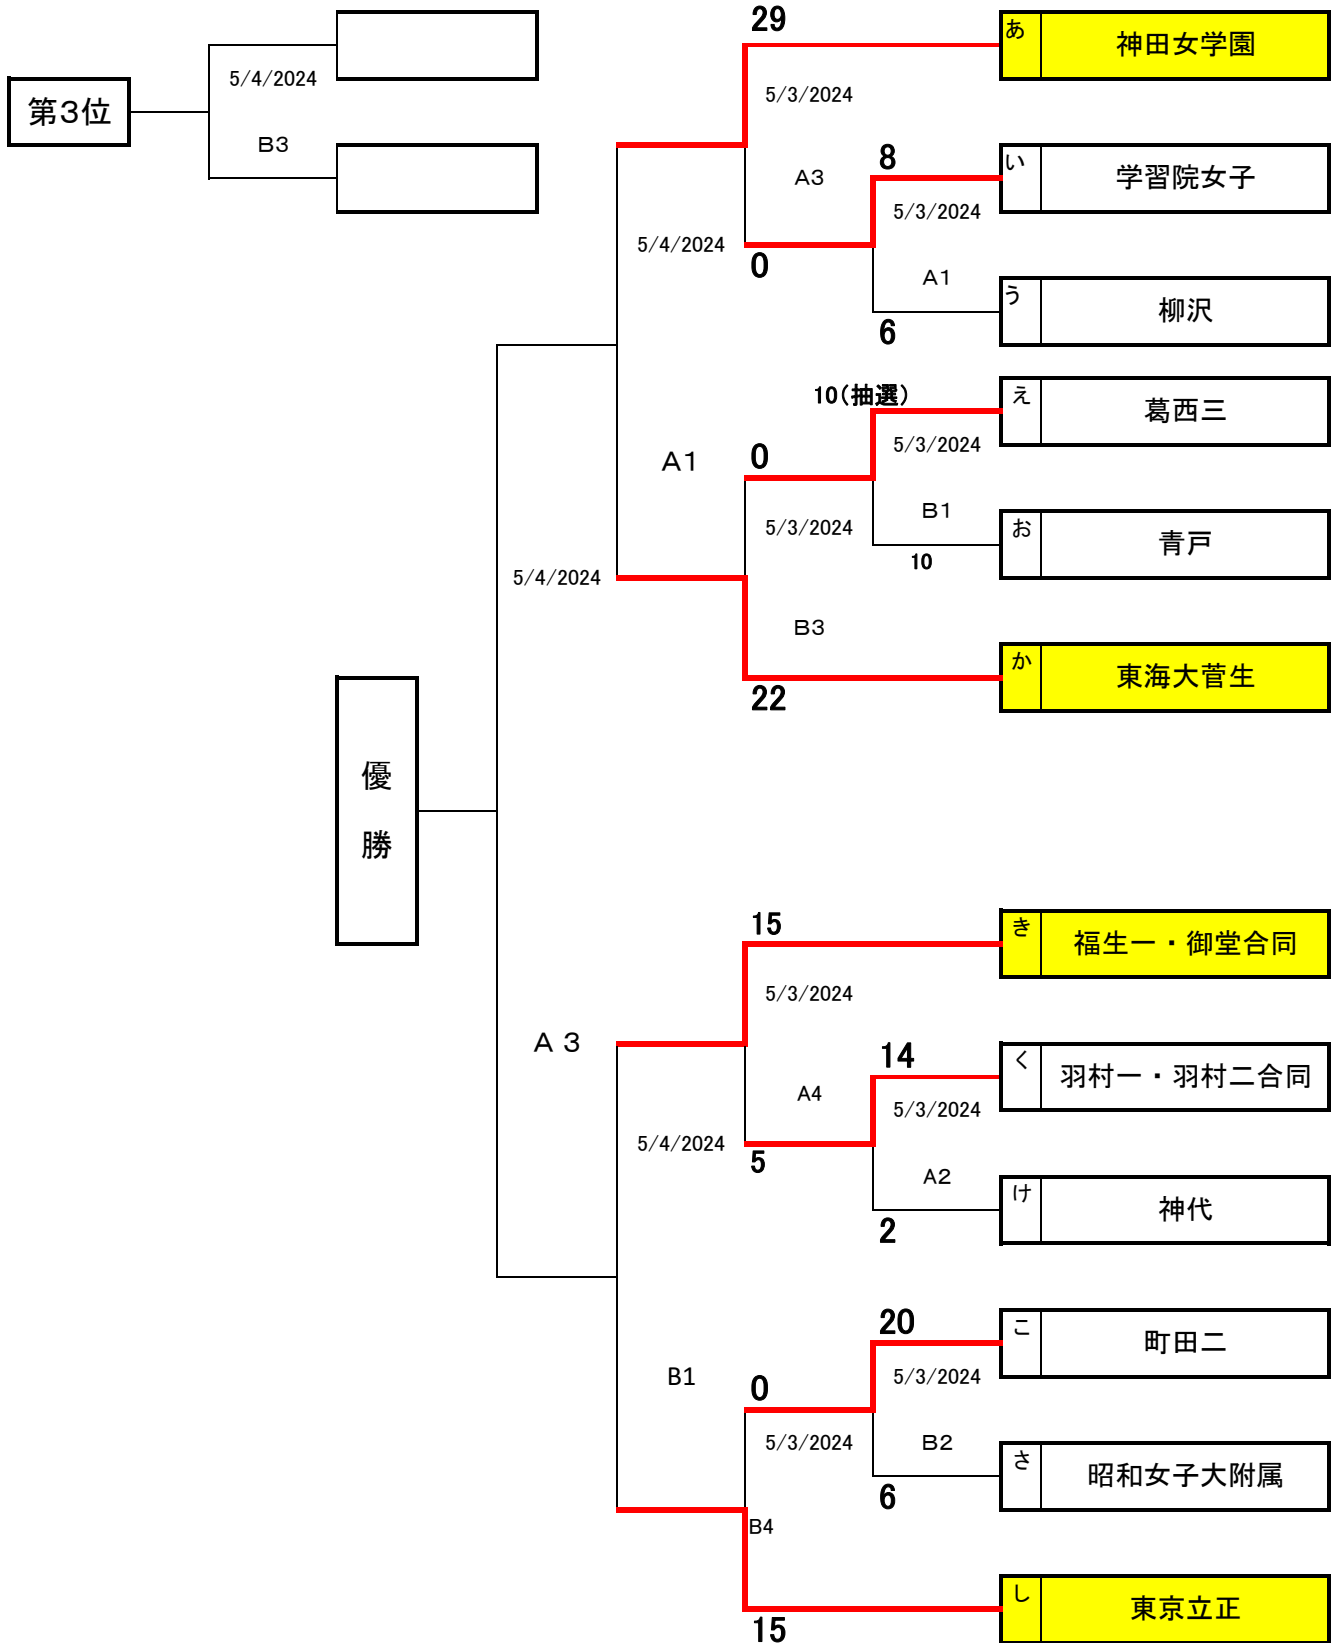 29
あ 神田女学園
5/4/2024
第3位
5/3/2024
B3
8
い 学習院女子
A3
5/3/2024
5/4/2024
0
A1
う 柳沢
6
10(抽選)
え 葛西三
0
5/3/2024
A1
B1
5/3/2024
お 青戸
10
5/4/2024
B3
か 東海大菅生
22
優
勝
15
き 福生一・御堂合同
5/3/2024
A 3
14
く 羽村一・羽村二合同
A4
5/3/2024
5/4/2024
5
A2
け 神代
2
20
こ 町田二
B1
0
5/3/2024
5/3/2024
B2
さ 昭和女子大附属
6
B4
し 東京立正
15